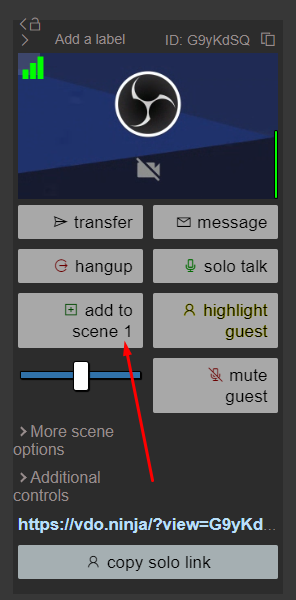 Add a label ID: G9yKdSQ
transfer message
hangup solo talk
add to highlight
scene 1 guest
mute
guest
More scene
options
Additional
controls
https://vdo.ninja/?view=G9yKd...
copy solo link